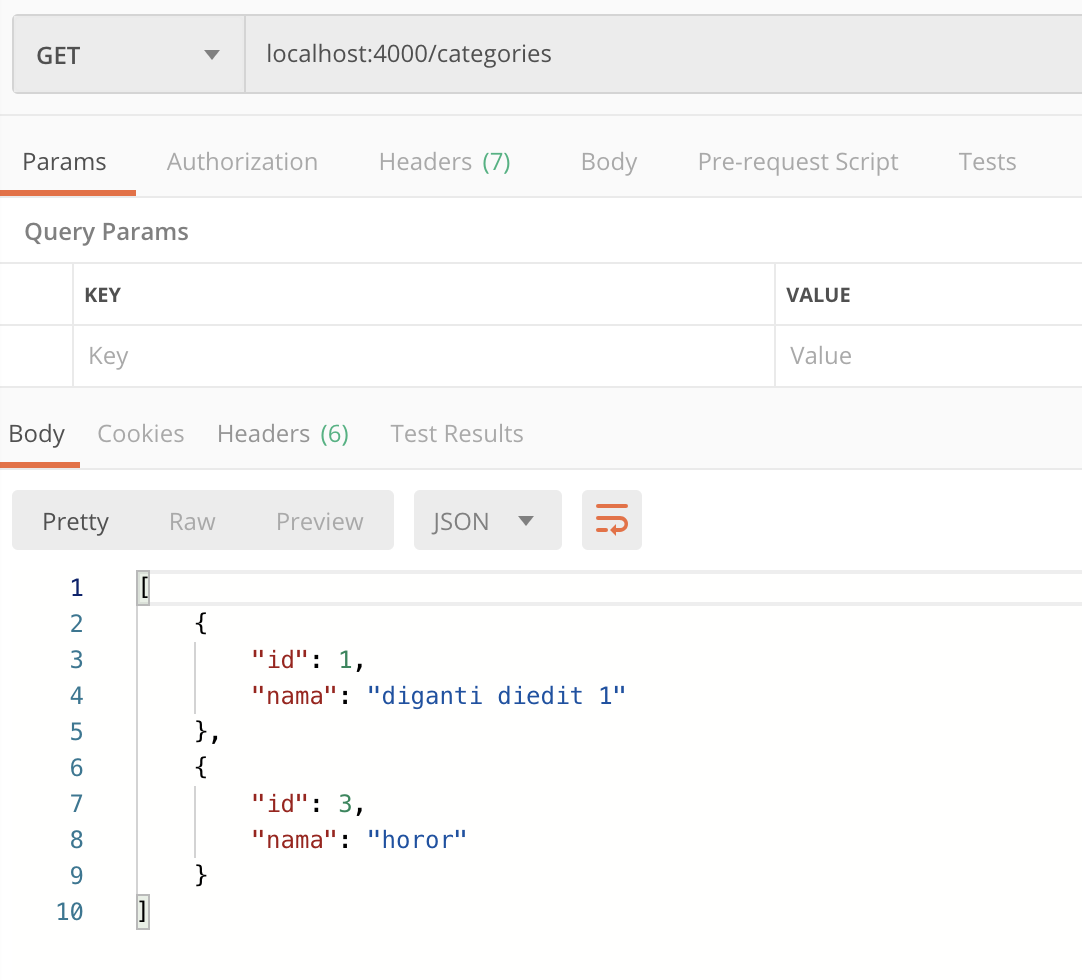 GET localhost:4000/categories
Params Authorization Headers (7) Body Pre-request Script Tests
Query Params
KEY VALUE
Key Value
Body Cookies Headers (6) Test Results
Pretty Raw Preview JSON
1 [
2 {
3 "id": 1,
4 "nama": "diganti diedit 1"
5 },
6 {
7 "id": 3,
8 "nama": "horor"
9 }
10 ]